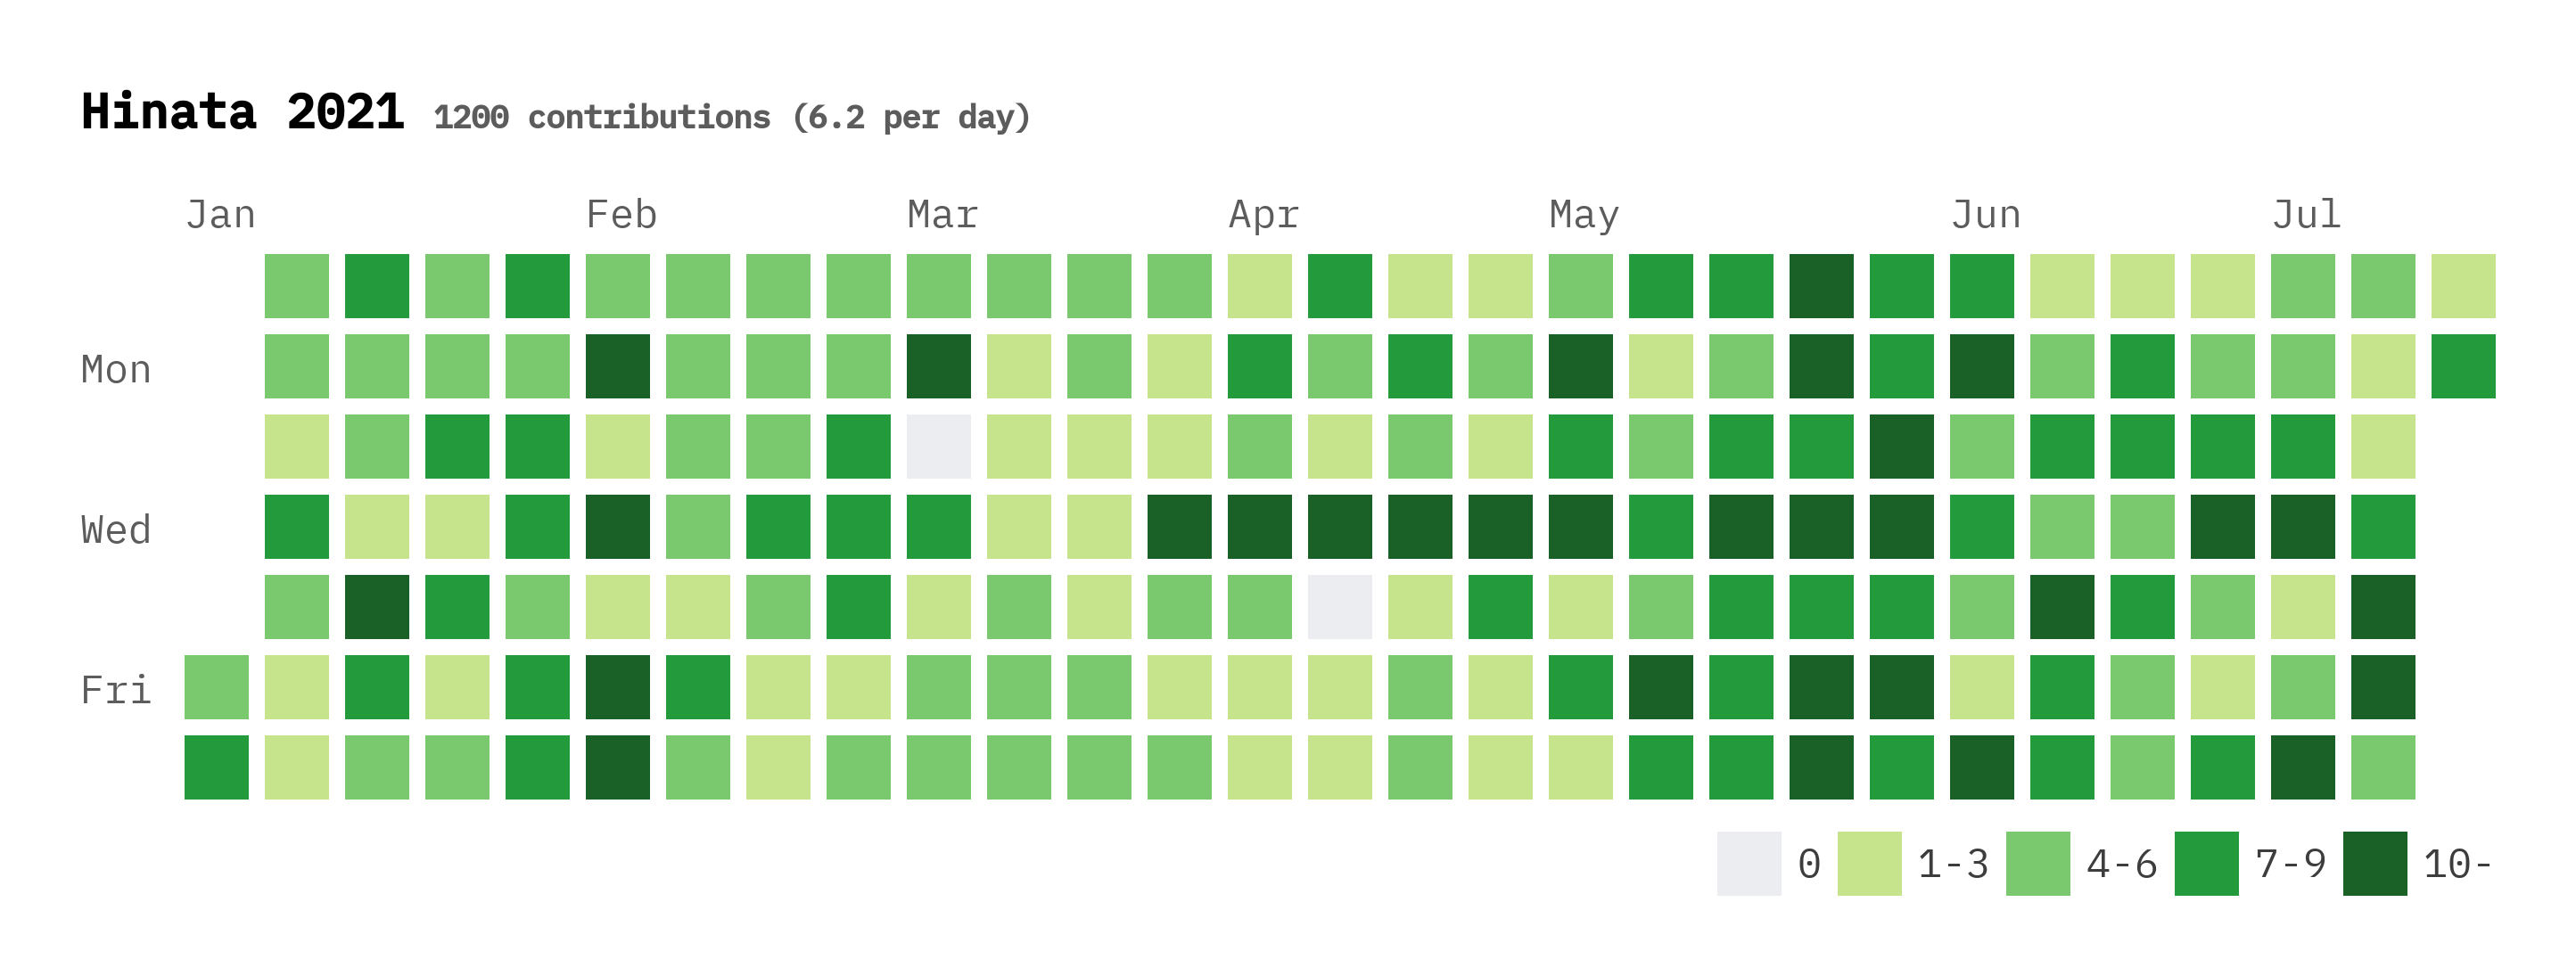 Hinata 2021 1200 contributions (6.2 per day)
Jan Feb Mar Apr May Jun Jul
Mon
Wed
Fri
0 1-3 4-6 7-9 10-